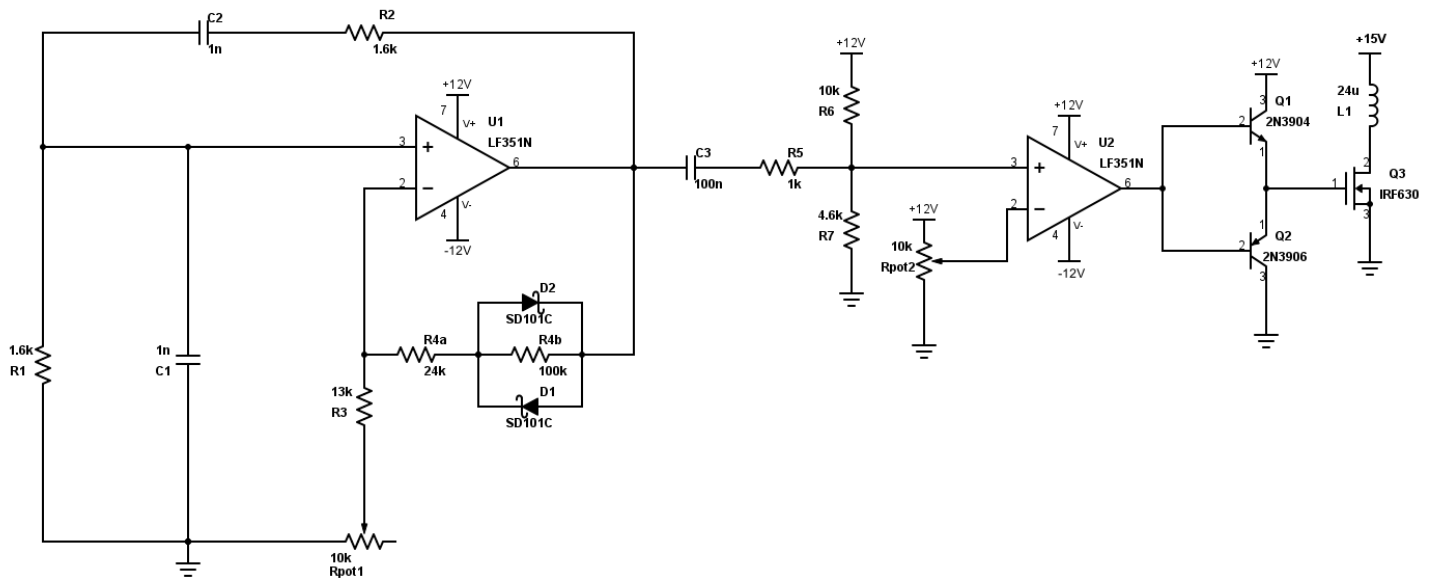 C2
1n
R2
1.6k
+12V
7
V+
U1
LF351N
3
+
2
−
6
V-
4
-12V
1.6k
R1
1n
C1
D2
SD101C
R4a
24k
R4b
100k
D1
SD101C
13k
R3
10k
Rpot1
C3
100n
R5
1k
+12V
10k
R6
4.6k
R7
+12V
10k
Rpot2
+12V
7
V+
U2
LF351N
3
+
2
−
6
V-
4
-12V
+12V
3
Q1
2N3904
2
1
1
Q2
2N3906
2
3
+15V
24u
L1
2
1
Q3
IRF630
3